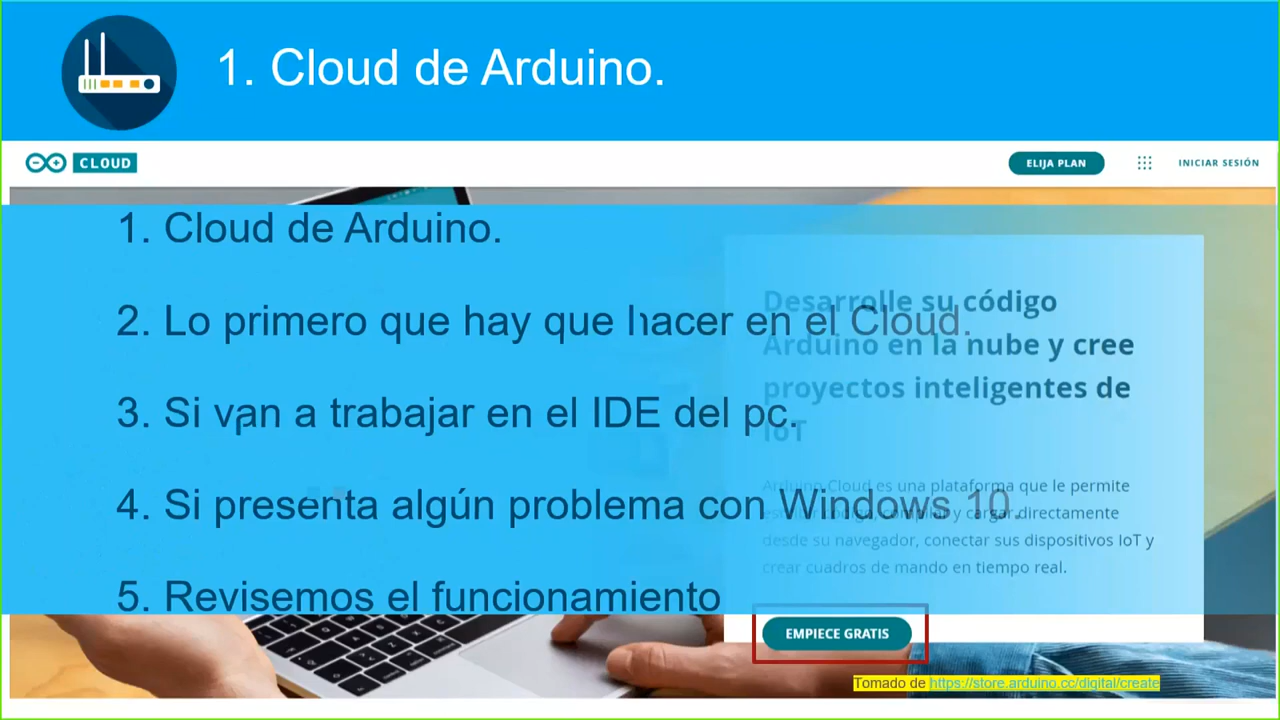 1. Cloud de Arduino.
CLOUD
ELIJA PLAN
INICIAR SESIÓN
1. Cloud de Arduino.
2. Lo primero que hay que hacer en el Cloud.
3. Si van a trabajar en el IDE del pc.
4. Si presenta algún problema con Windows 10.
5. Revisemos el funcionamiento
Desarrolle su código
Arduino en la nube y cree
proyectos inteligentes de
IoT
Arduino Cloud es una plataforma que le permite
código, compilar y cargar directamente
desde su navegador, conectar sus dispositivos IoT y
crear cuadros de mando en tiempo real.
EMPIECE GRATIS
Tomado de https://store.arduino.cc/digital/create